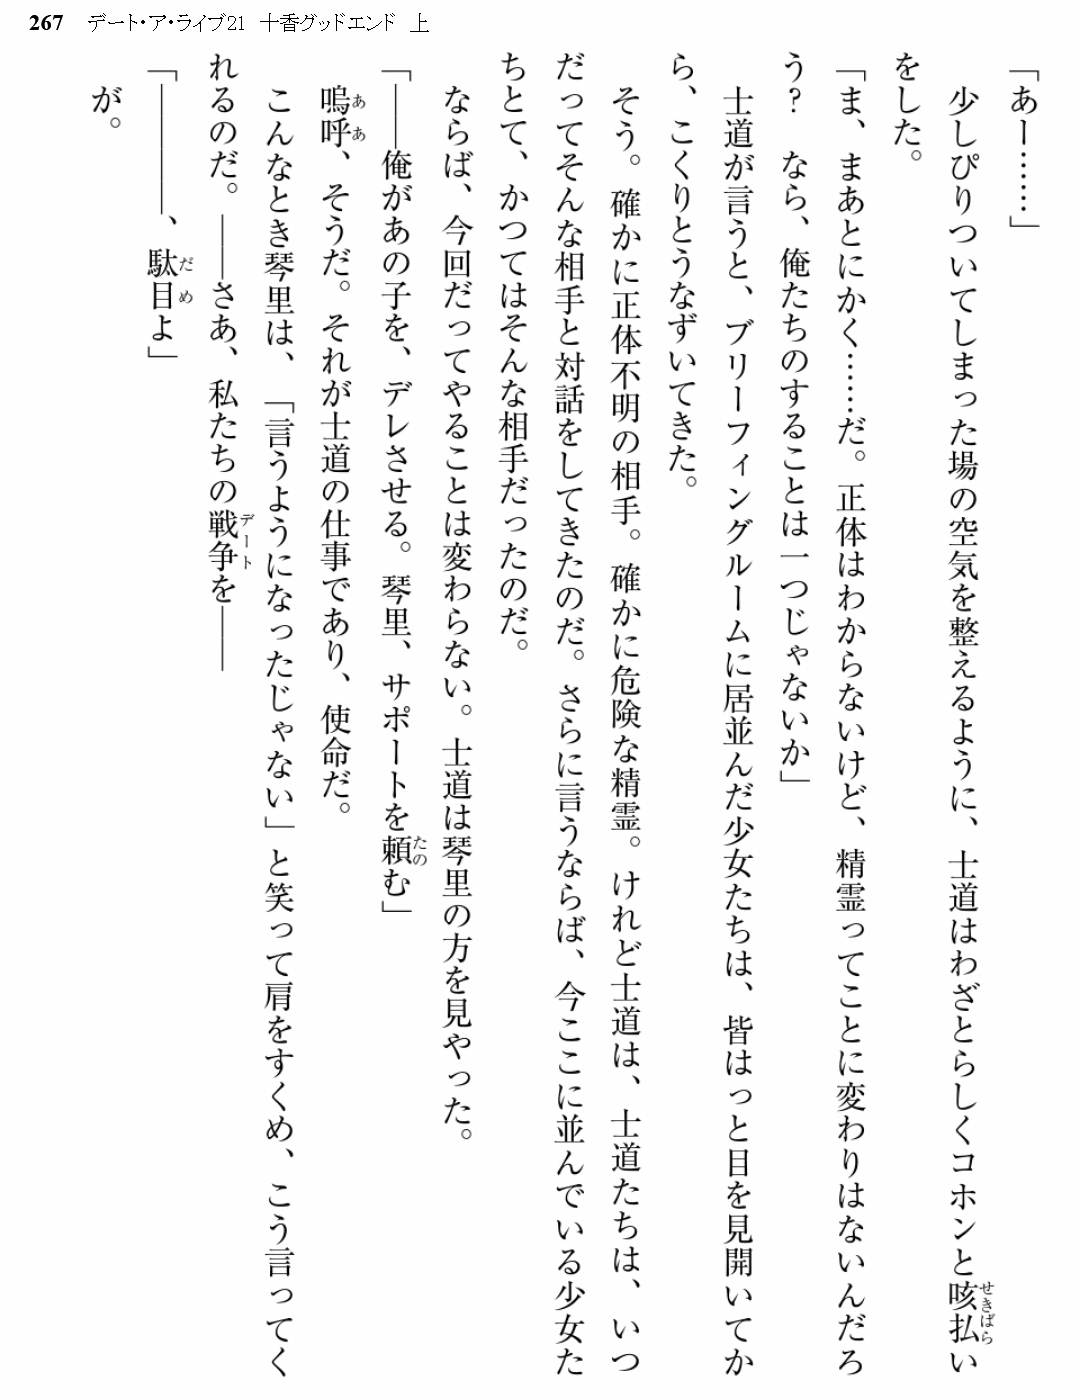 267 デート・ア・ライブ21 十香グッドエンド 上
「あー……」
　少しぴりついてしまった場の空気を整えるように、士道はわざとらしくコホンと咳払い
をした。
「ま、まあとにかく……だ。正体はわからないけど、精霊ってことに変わりはないんだろ
う？　なら、俺たちのすることは一つじゃないか」
　士道が言うと、ブリーフィングルームに居並んだ少女たちは、皆はっと目を見開いてか
ら、こくりとうなずいてきた。
　そう。確かに正体不明の相手。確かに危険な精霊。けれど士道は、士道たちは、いつ
だってそんな相手と対話をしてきたのだ。さらに言うならば、今ここに並んでいる少女た
ちとて、かつてはそんな相手だったのだ。
　ならば、今回だってやることは変わらない。士道は琴里の方を見やった。
「――俺があの子を、デレさせる。琴里、サポートを頼む」
　嗚呼、そうだ。それが士道の仕事であり、使命だ。
　こんなとき琴里は、「言うようになったじゃない」と笑って肩をすくめ、こう言ってく
れるのだ。――さあ、私たちの戦争を――
「――――、駄目よ」
　が。
せきばら
たの
ああ
デート
だめ